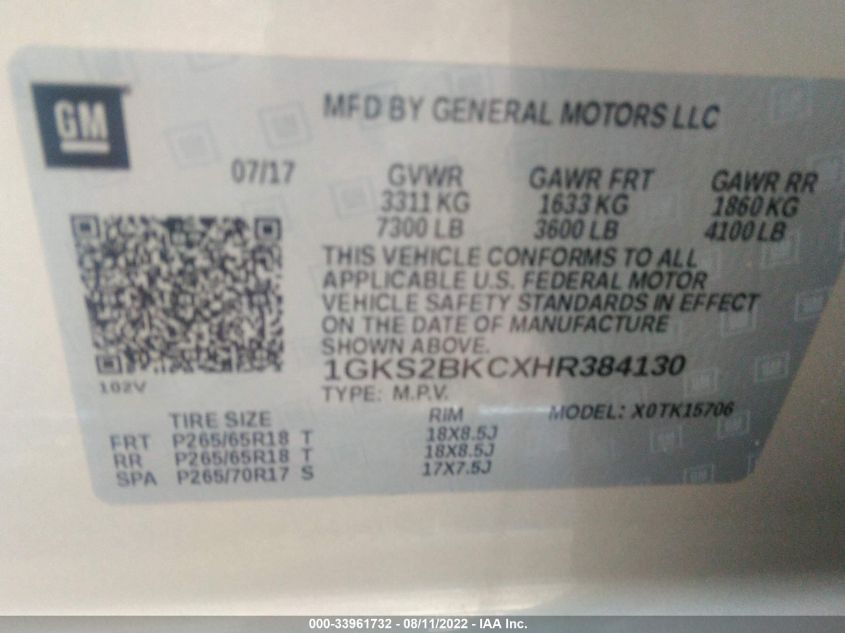 GM
MFD BY GENERAL MOTORS LLC
07/17 GVWR GAWR FRT GAWR RR
3311 KG 1633 KG 1860 KG
7300 LB 3600 LB 4100 LB
THIS VEHICLE CONFORMS TO ALL
APPLICABLE U.S. FEDERAL MOTOR
VEHICLE SAFETY STANDARDS IN EFFECT
ON THE DATE OF MANUFACTURE
SHOWN ABOVE.
1GKS2BKCXHR384130
102V
TYPE: M.P.V.
MODEL: X0TK15706
TIRE SIZE RIM
FRT P265/65R18 T 18X8.5J
RR P265/65R18 T 18X8.5J
SPA P265/70R17 S 17X7.5J
000-33961732 - 08/11/2022 - IAA Inc.